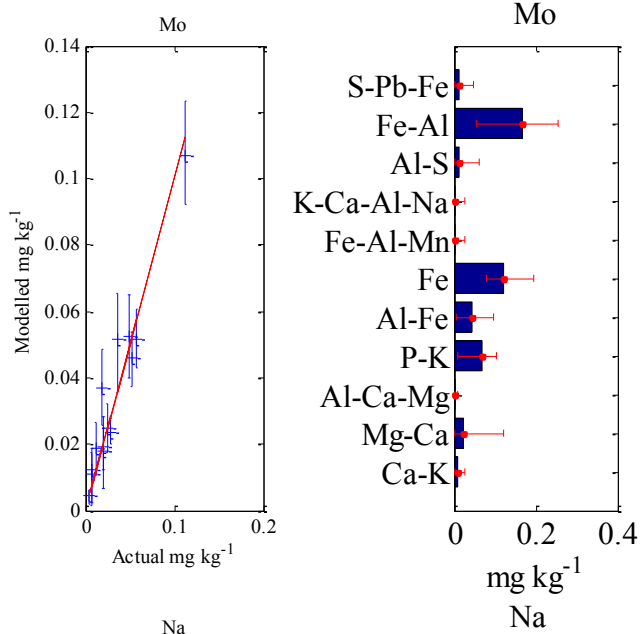 Mo
0.14
0.12
0.1
0.08
0.06
0.04
0.02
0
0
0.1
0.2
Modelled mg kg⁻¹
Actual mg kg⁻¹
Na
Mo
S-Pb-Fe
Fe-Al
Al-S
K-Ca-Al-Na
Fe-Al-Mn
Fe
Al-Fe
P-K
Al-Ca-Mg
Mg-Ca
Ca-K
0
0.2
0.4
mg kg⁻¹
Na